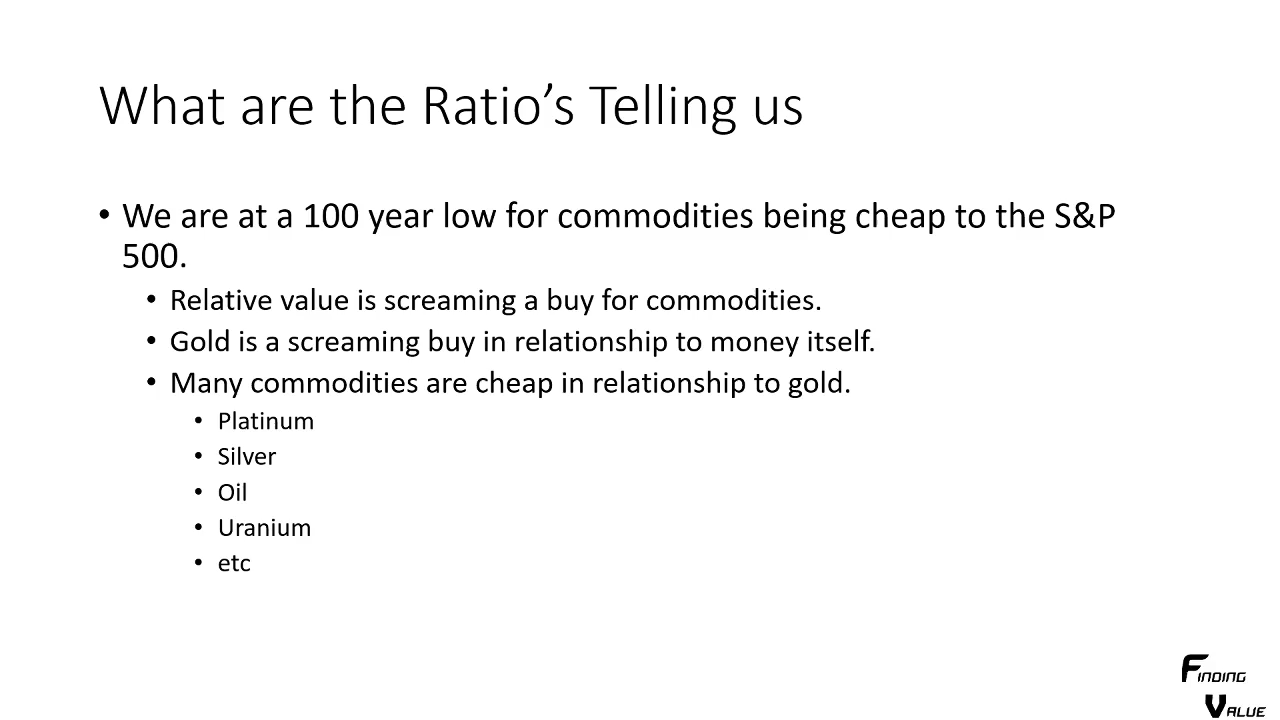 What are the Ratio’s Telling us
• We are at a 100 year low for commodities being cheap to the S&P
500.
• Relative value is screaming a buy for commodities.
• Gold is a screaming buy in relationship to money itself.
• Many commodities are cheap in relationship to gold.
• Platinum
• Silver
• Oil
• Uranium
• etc
Finding
Value